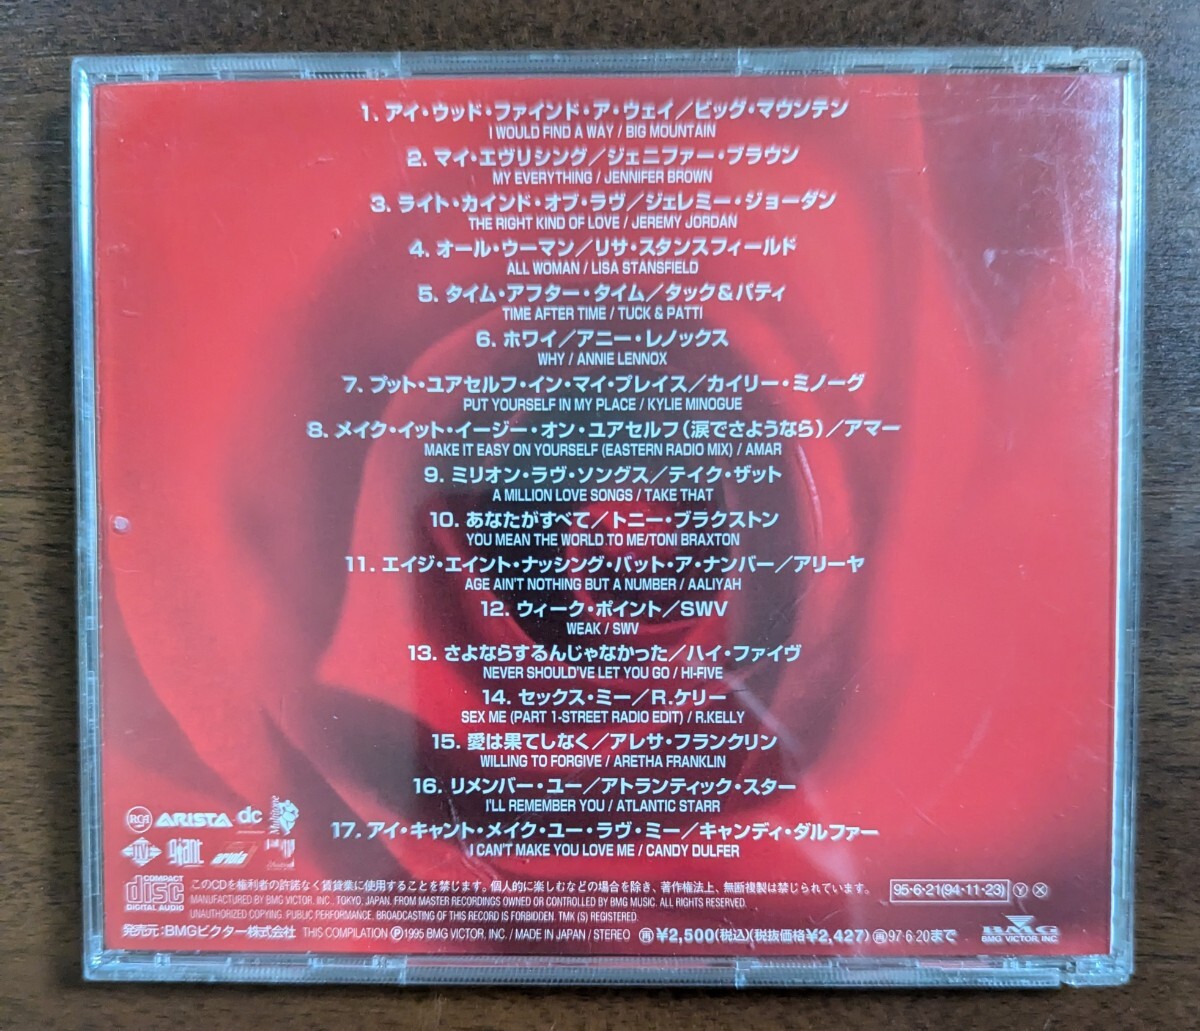 1. アイ・ウッド・ファインド・ア・ウェイ／ビッグ・マウンテン
I WOULD FIND A WAY / BIG MOUNTAIN
2. マイ・エヴリシング／ジェニファー・ブラウン
MY EVERYTHING / JENNIFER BROWN
3. ライト・カインド・オブ・ラヴ／ジェレミー・ジョーダン
THE RIGHT KIND OF LOVE / JEREMY JORDAN
4. オール・ウーマン／リサ・スタンスフィールド
ALL WOMAN / LISA STANSFIELD
5. タイム・アフター・タイム／タック＆パティ
TIME AFTER TIME / TUCK & PATTI
6. ホワイ／アニー・レノックス
WHY / ANNIE LENNOX
7. プット・ユアセルフ・イン・マイ・プレイス／カイリー・ミノーグ
PUT YOURSELF IN MY PLACE / KYLIE MINOGUE
8. メイク・イット・イージー・オン・ユアセルフ（涙でさようなら）／アマー
MAKE IT EASY ON YOURSELF (EASTERN RADIO MIX) / AMAR
9. ミリオン・ラヴ・ソングス／テイク・ザット
A MILLION LOVE SONGS / TAKE THAT
10. あなたがすべて／トニー・ブラクストン
YOU MEAN THE WORLD TO ME/TONI BRAXTON
11. エイジ・エイント・ナッシング・バット・ア・ナンバー／アリーヤ
AGE AIN'T NOTHING BUT A NUMBER / AALIYAH
12. ウィーク・ポイント／SWV
WEAK / SWV
13. さよならするんじゃなかった／ハイ・ファイヴ
NEVER SHOULD'VE LET YOU GO / HI-FIVE
14. セックス・ミー／R.ケリー
SEX ME (PART 1-STREET RADIO EDIT) / R.KELLY
15. 愛は果てしなく／アレサ・フランクリン
WILLING TO FORGIVE / ARETHA FRANKLIN
16. リメンバー・ユー／アトランティック・スター
I'LL REMEMBER YOU / ATLANTIC STARR
17. アイ・キャント・メイク・ユー・ラヴ・ミー／キャンディ・ダルファー
I CAN'T MAKE YOU LOVE ME / CANDY DULFER
RCA ARISTA dc
giant
COMPACT disc DIGITAL AUDIO
このCDを権利者の許諾なく賃貸業に使用することを禁じます。個人的に楽しむなどの場合を除き、著作権法上、無断複製は禁じられています。
MANUFACTURED BY BMG VICTOR, INC., TOKYO, JAPAN. FROM MASTER RECORDINGS OWNED OR CONTROLLED BY BMG MUSIC. ALL RIGHTS RESERVED.
UNAUTHORIZED COPYING, PUBLIC PERFORMANCE, BROADCASTING OF THIS RECORD IS FORBIDDEN. TMK (S) REGISTERED.
発売元：BMGビクター株式会社 THIS COMPILATION Ⓟ1995 BMG VICTOR, INC. / MADE IN JAPAN / STEREO ㊢¥2,500(税込)(税抜価格¥2,427) ㊢97・6・20まで
95・6・21(94・11・23) Ⓨ Ⓧ
BMG
BMG VICTOR, INC.